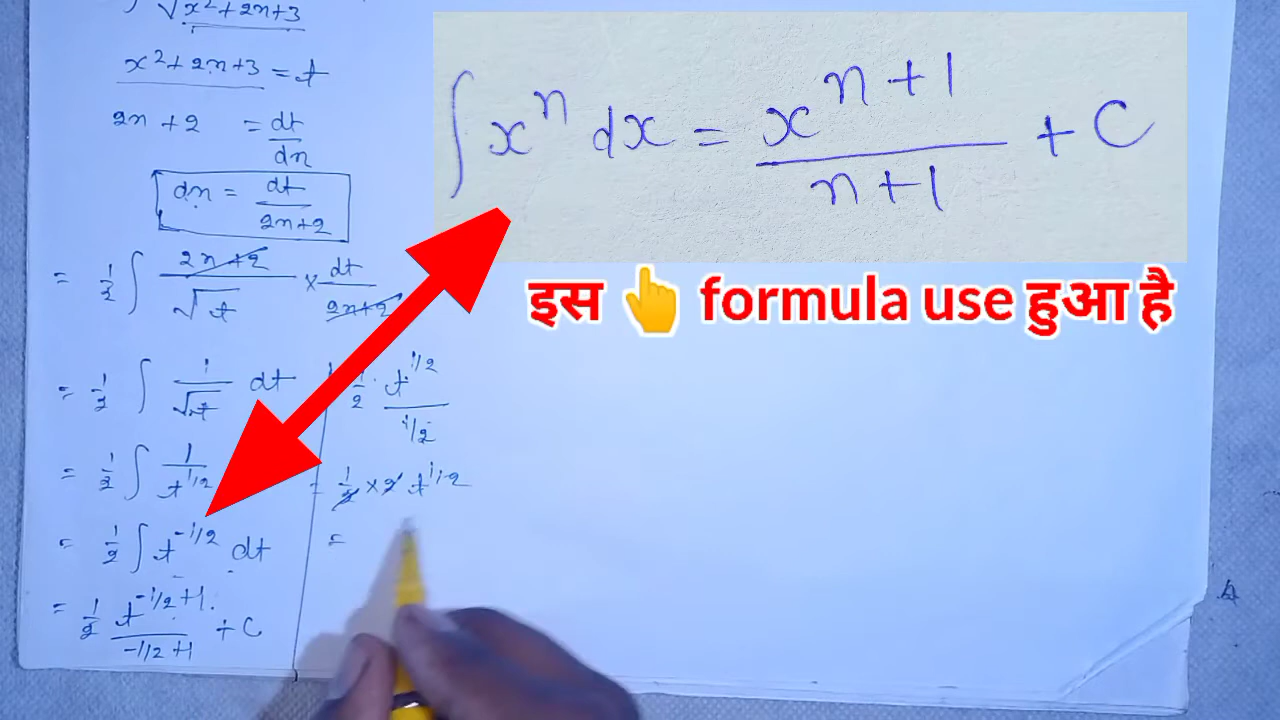 ∫ √x²+2x+3
x²+2x+3 = t
2x + 2 = dt/dx
dx = dt/2x+2
= 1/2 ∫ 2x+2/√t × dt/2x+2
= 1/2 ∫ 1/√t dt
= 1/2 ∫ 1/t^1/2
= 1/2 ∫ t^-1/2 dt
= 1/2 t^-1/2+1/-1/2+1 + C
1/2 · t^1/2/1/2
= 1/2 × 2 t^1/2
=
∫ x^n dx = x^n+1/n+1 + C
इस 👆 formula use हुआ है